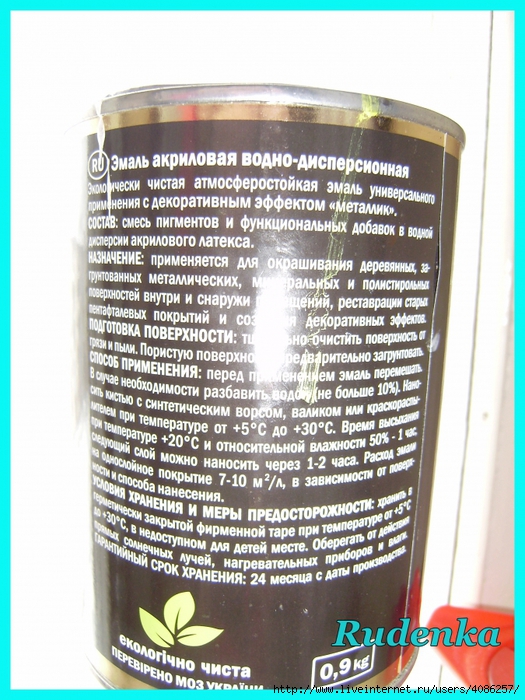 RU Эмаль акриловая водно-дисперсионная
Экологически чистая атмосферостойкая эмаль универсального
применения с декоративным эффектом «металлик».
СОСТАВ: смесь пигментов и функциональных добавок в водной
дисперсии акрилового латекса.
НАЗНАЧЕНИЕ: применяется для окрашивания деревянных, за-
грунтованных металлических, минеральных и полистирольных
поверхностей внутри и снаружи помещений, реставрации старых
пентафталевых покрытий и создания декоративных эффектов.
ПОДГОТОВКА ПОВЕРХНОСТИ: тщательно очистить поверхность от
грязи и пыли. Пористую поверхность предварительно загрунтовать.
СПОСОБ ПРИМЕНЕНИЯ: перед применением эмаль перемешать.
В случае необходимости разбавить водой (не больше 10%). Нано-
сить кистью с синтетическим ворсом, валиком или краскораспы-
лителем при температуре от +5°С до +30°С. Время высыхания
при температуре +20°С и относительной влажности 50% - 1 час,
следующий слой можно наносить через 1-2 часа. Расход эмали
на однослойное покрытие 7-10 м²/л, в зависимости от поверх-
ности и способа нанесения.
УСЛОВИЯ ХРАНЕНИЯ И МЕРЫ ПРЕДОСТОРОЖНОСТИ: хранить в
герметически закрытой фирменной таре при температуре от +5°С
до +30°С, в недоступном для детей месте. Оберегать от действия
прямых солнечных лучей, нагревательных приборов и влаги.
ГАРАНТИЙНЫЙ СРОК ХРАНЕНИЯ: 24 месяца с даты производства.
екологічно чиста
ПЕРЕВІРЕНО МОЗ УКРАЇНИ
0,9 kg
Rudenka
http://www.liveinternet.ru/users/4086257/